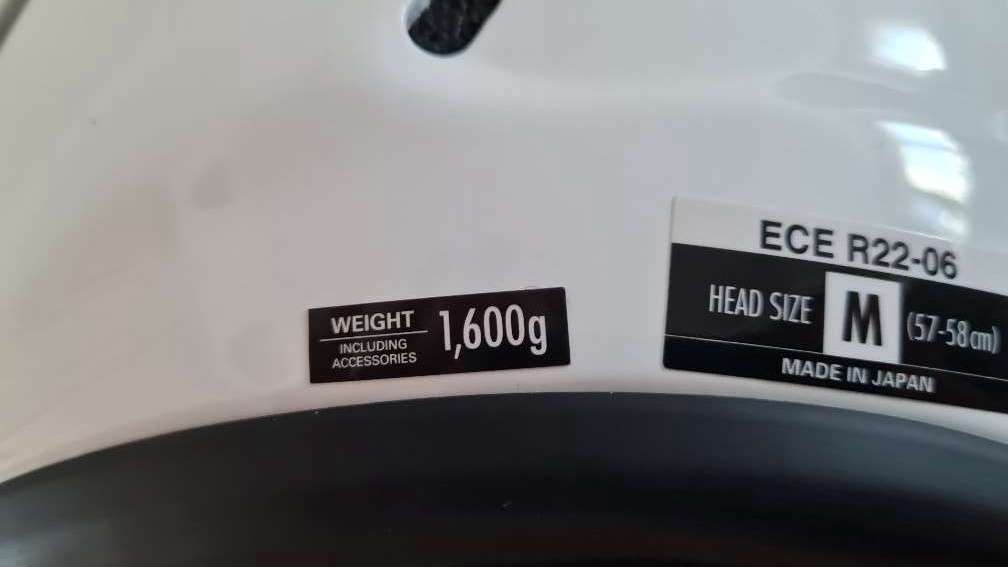 WEIGHT
INCLUDING
ACCESSORIES
1,600g
ECE R22-06
HEAD SIZE M (57-58cm)
MADE IN JAPAN